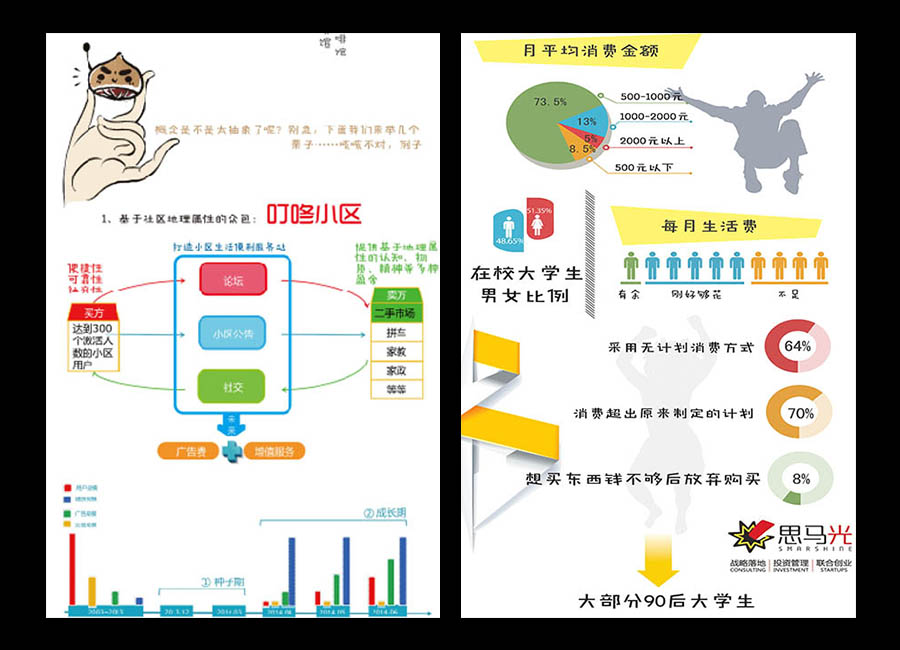 概念是不是太抽象了呢？别急，下面我们来举几个
栗子……咳咳不对，例子
1、基于社区地理属性的众包：
叮咚小区
打造小区生活便利服务站
便捷性
可靠性
提供基于地理属
性的认知、物
质、精神等多种
盈余
买方
达到300
个激活人
数的小区
用户
论坛
小区公告
社交
卖方
二手市场
拼车
家教
家政
等等
未来
广告费
增值服务
② 成长期
① 种子期
2003-2013
2013.12
2014.03
2014.04
2014.05
2014.06
月平均消费金额
73.5%
13%
5%
8.5%
500-1000元
1000-2000元
2000元以上
500元以下
48.65%
51.35%
在校大学生
男女比例
每月生活费
有余
刚好够花
不足
采用无计划消费方式
64%
消费超出原来制定的计划
70%
想买东西钱不够后放弃购买
8%
思马光
SMARSHINE
战略落地 | 投资管理 | 联合创业
CONSULTING INVESTMENT STARTUPS
大部分90后大学生